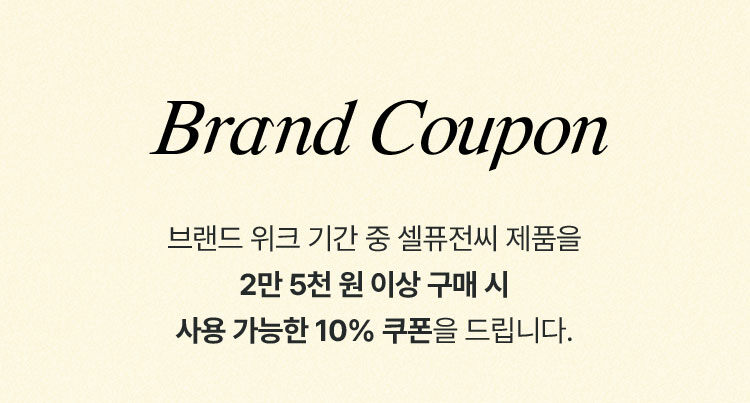 Brand Coupon
브랜드 위크 기간 중 셀퓨전씨 제품을
2만 5천 원 이상 구매 시
사용 가능한 10% 쿠폰을 드립니다.